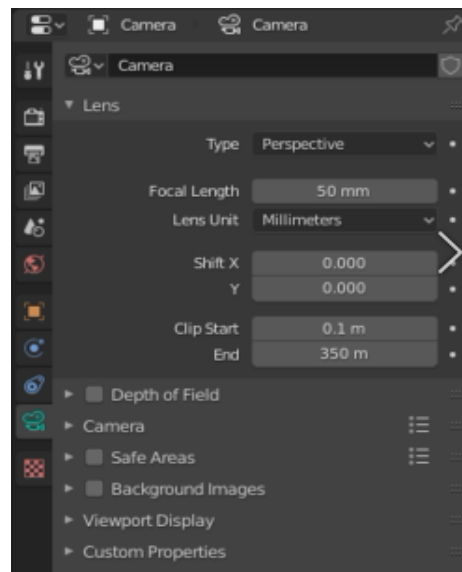 Camera Camera
Camera
Lens
Type Perspective
Focal Length 50 mm
Lens Unit Millimeters
Shift X 0.000
Y 0.000
Clip Start 0.1 m
End 350 m
Depth of Field
Camera
Safe Areas
Background Images
Viewport Display
Custom Properties